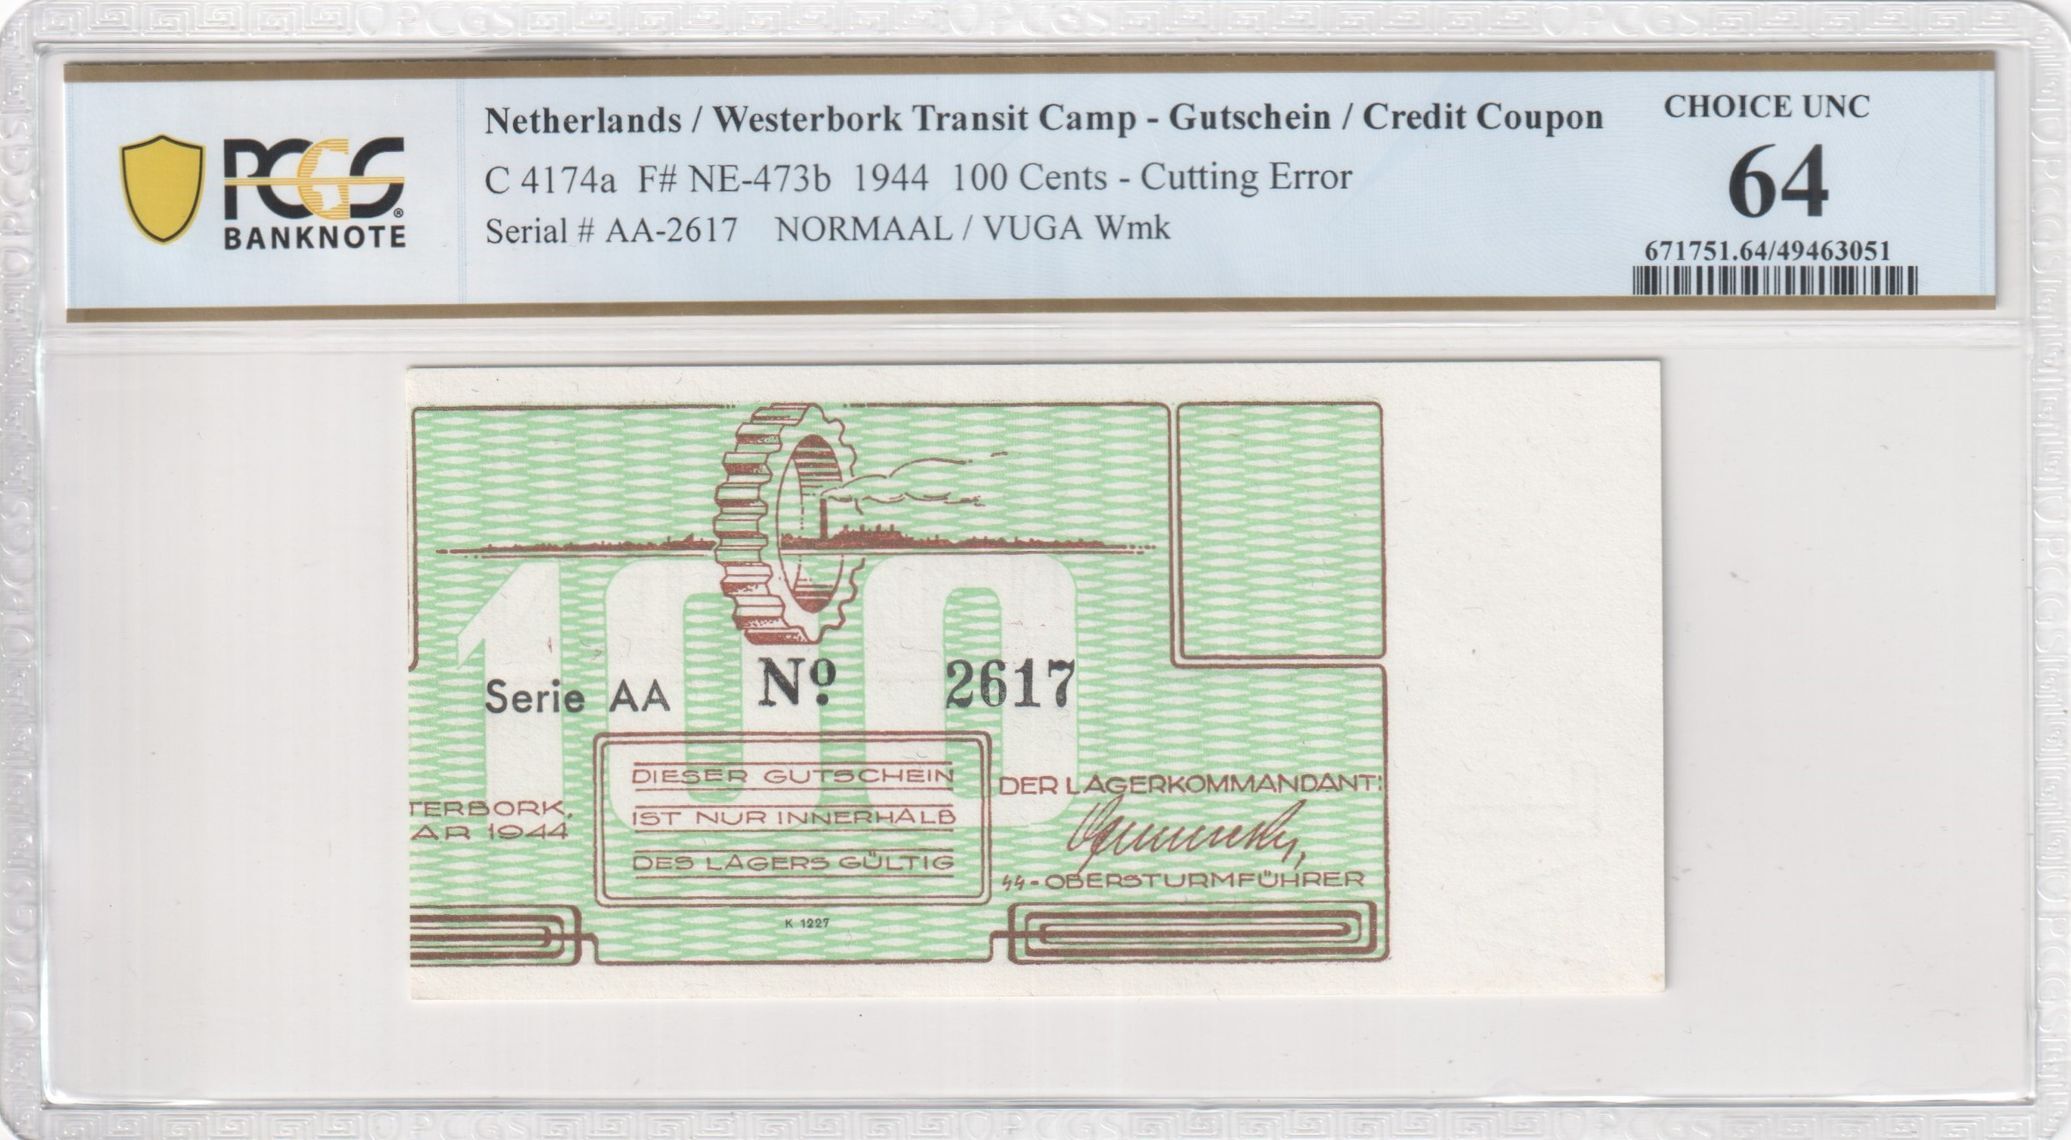 PCGS
BANKNOTE
Netherlands / Westerbork Transit Camp - Gutschein / Credit Coupon
C 4174a F# NE-473b 1944 100 Cents - Cutting Error
Serial # AA-2617 NORMAAL / VUGA Wmk
CHOICE UNC
64
671751.64/49463051
100
Serie AA Nº 2617
TERBORK,
AR 1944
DIESER GUTSCHEIN
IST NUR INNERHALB
DES LAGERS GÜLTIG
K 1227
DER LAGERKOMMANDANT:
SS-OBERSTURMFÜHRER